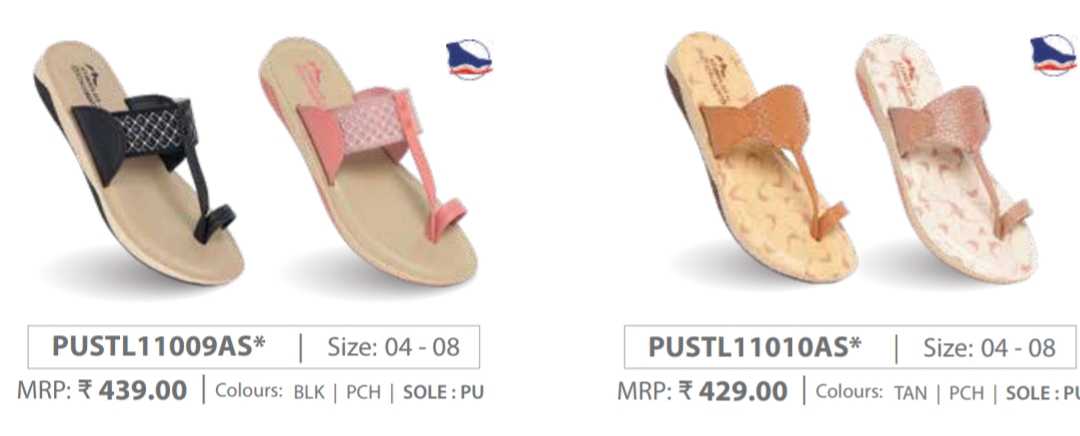 PUSTL11009AS* | Size: 04 - 08
MRP: ₹ 439.00 | Colours: BLK | PCH | SOLE : PU
PUSTL11010AS* | Size: 04 - 08
MRP: ₹ 429.00 | Colours: TAN | PCH | SOLE : PU